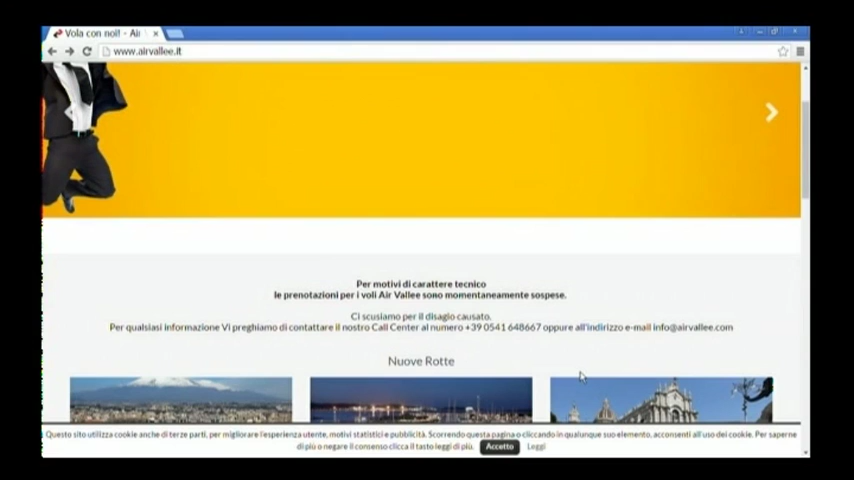 Vola con noi! - Air V
www.airvallee.it
Per motivi di carattere tecnico
le prenotazioni per i voli Air Vallee sono momentaneamente sospese.
Ci scusiamo per il disagio causato.
Per qualsiasi informazione Vi preghiamo di contattare il nostro Call Center al numero +39 0541 648667 oppure all'indirizzo e-mail info@airvallee.com
Nuove Rotte
Questo sito utilizza cookie anche di terze parti, per migliorare l'esperienza utente, motivi statistici e pubblicità. Scorrendo questa pagina o cliccando in qualunque suo elemento, acconsenti all'uso dei cookie. Per saperne
di più o negare il consenso clicca il tasto leggi di più. Accetto Leggi